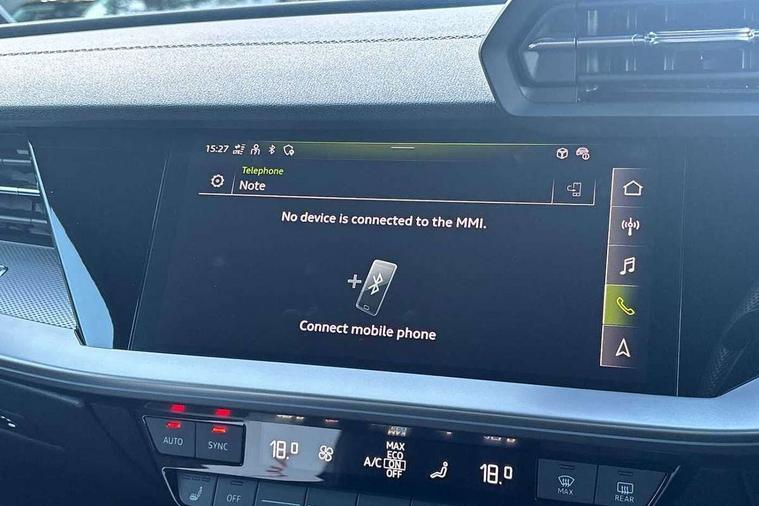 15:27
Telephone
Note
No device is connected to the MMI.
Connect mobile phone
AUTO
SYNC
18.0
A/C
MAX
ECO
ON
OFF
18.0
MAX
REAR
OFF